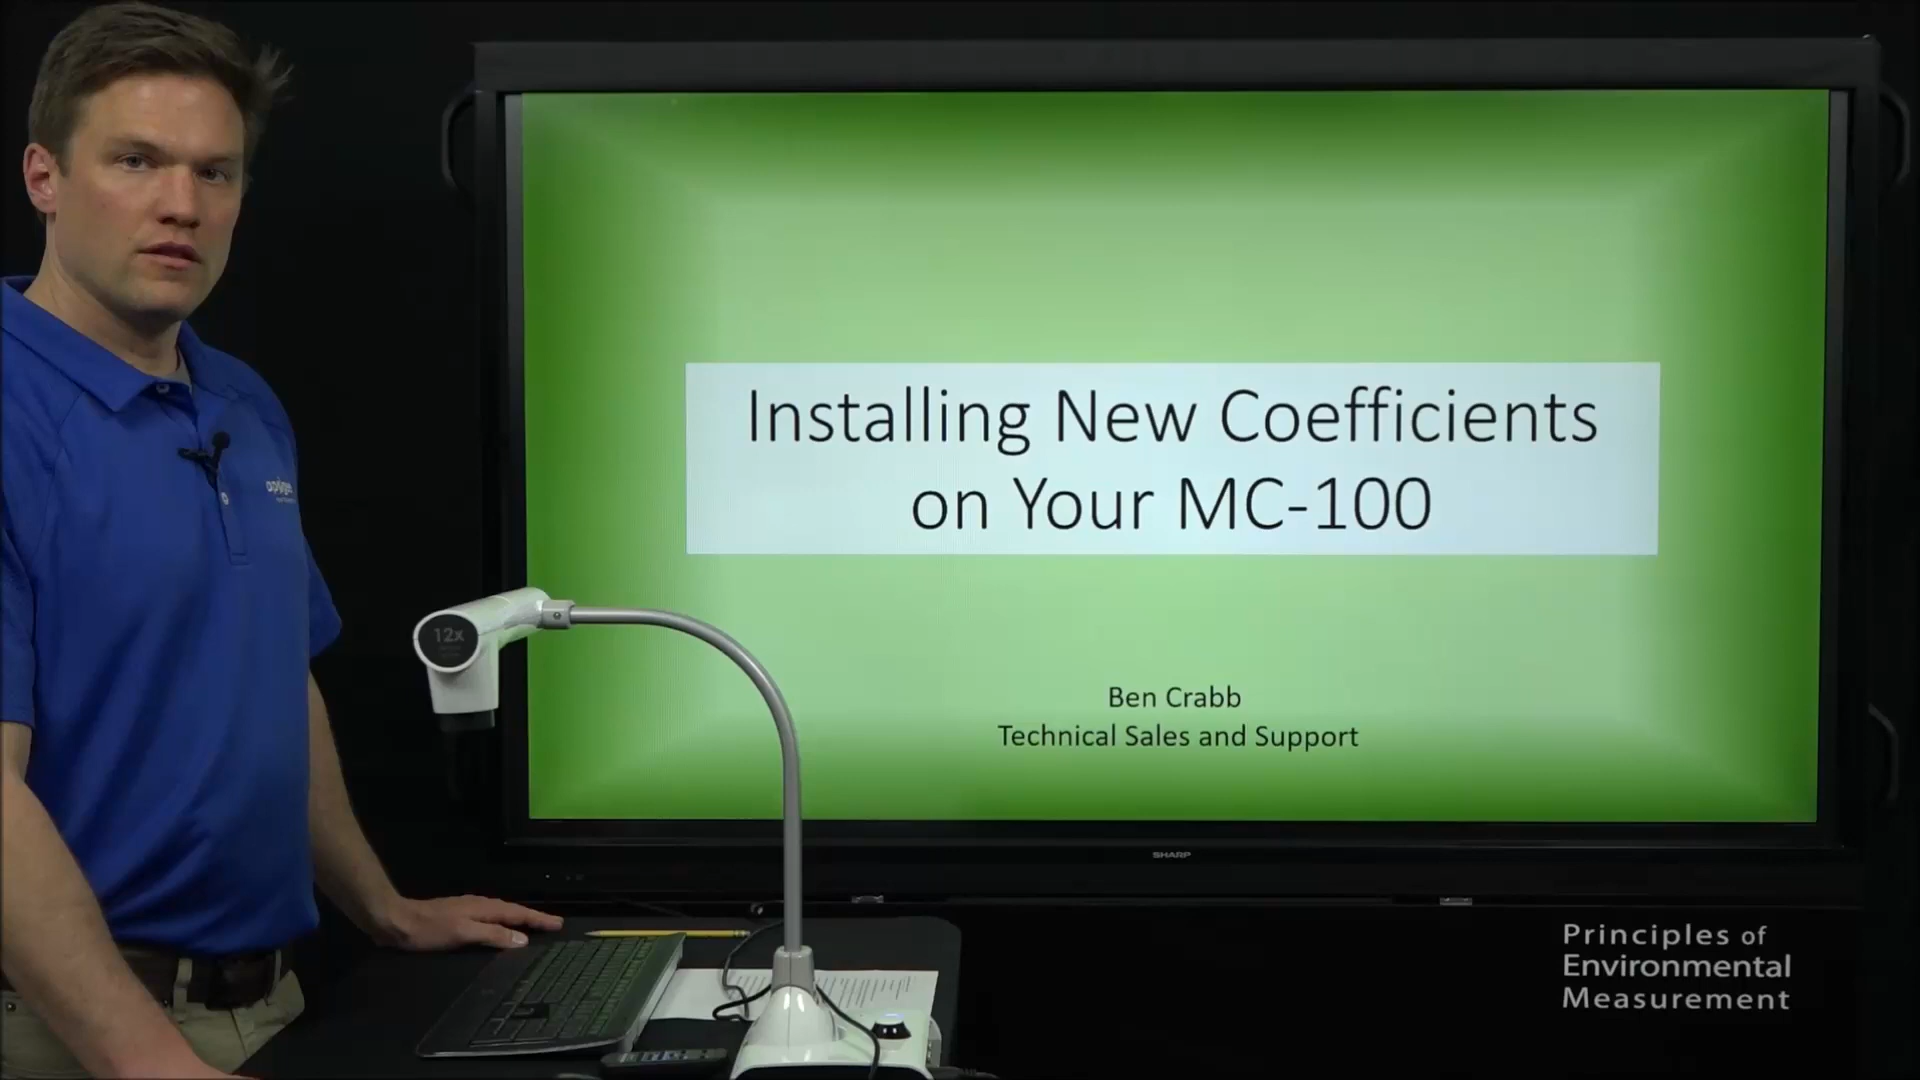 Installing New Coefficients
on Your MC-100
Ben Crabb
Technical Sales and Support
12x
apogee
SHARP
Principles of
Environmental
Measurement